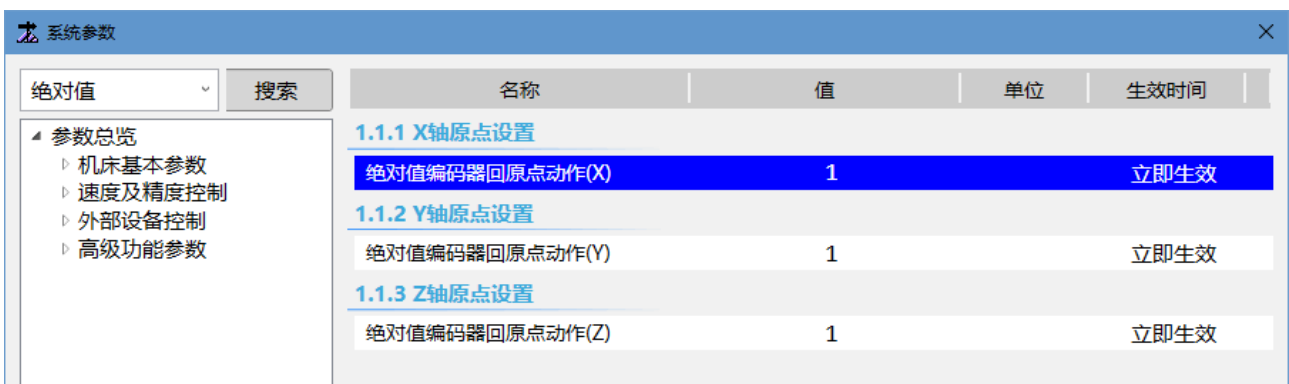 系统参数
绝对值 搜索
名称 值 单位 生效时间
参数总览
机床基本参数
速度及精度控制
外部设备控制
高级功能参数
1.1.1 X轴原点设置
绝对值编码器回原点动作(X) 1 立即生效
1.1.2 Y轴原点设置
绝对值编码器回原点动作(Y) 1 立即生效
1.1.3 Z轴原点设置
绝对值编码器回原点动作(Z) 1 立即生效